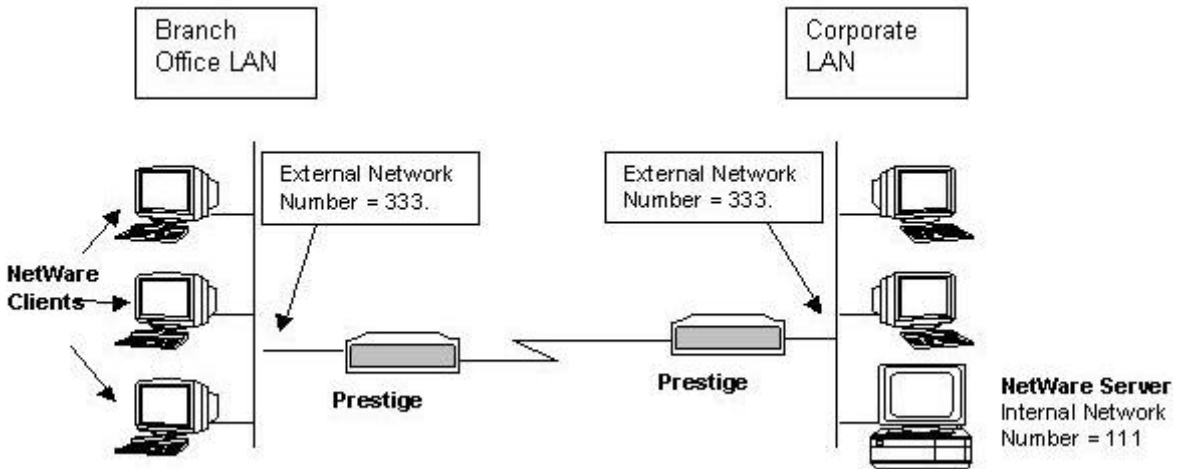 Branch
Office LAN
Corporate
LAN
External Network
Number = 333.
External Network
Number = 333.
NetWare
Clients
Prestige
Prestige
NetWare Server
Internal Network
Number = 111